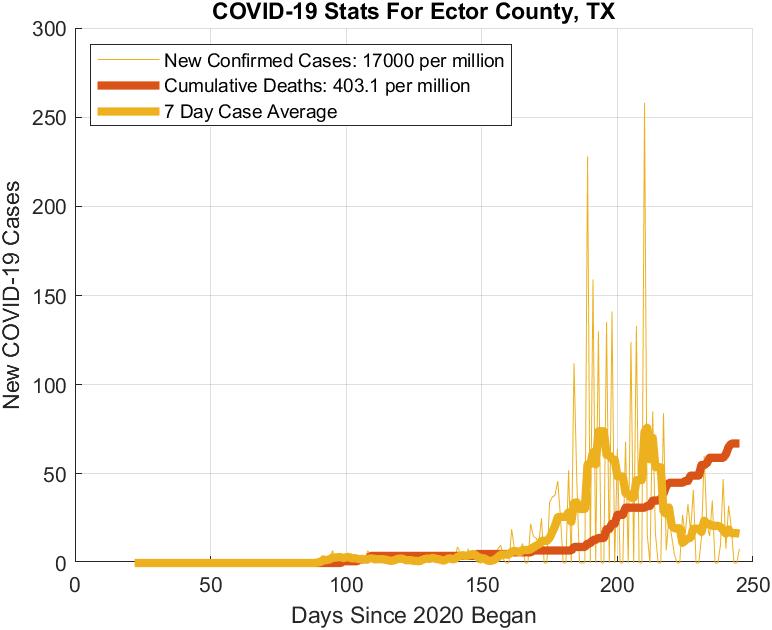 COVID-19 Stats For Ector County, TX
300
250
200
150
100
50
0
New COVID-19 Cases
New Confirmed Cases: 17000 per million
Cumulative Deaths: 403.1 per million
7 Day Case Average
0 50 100 150 200 250
Days Since 2020 Began